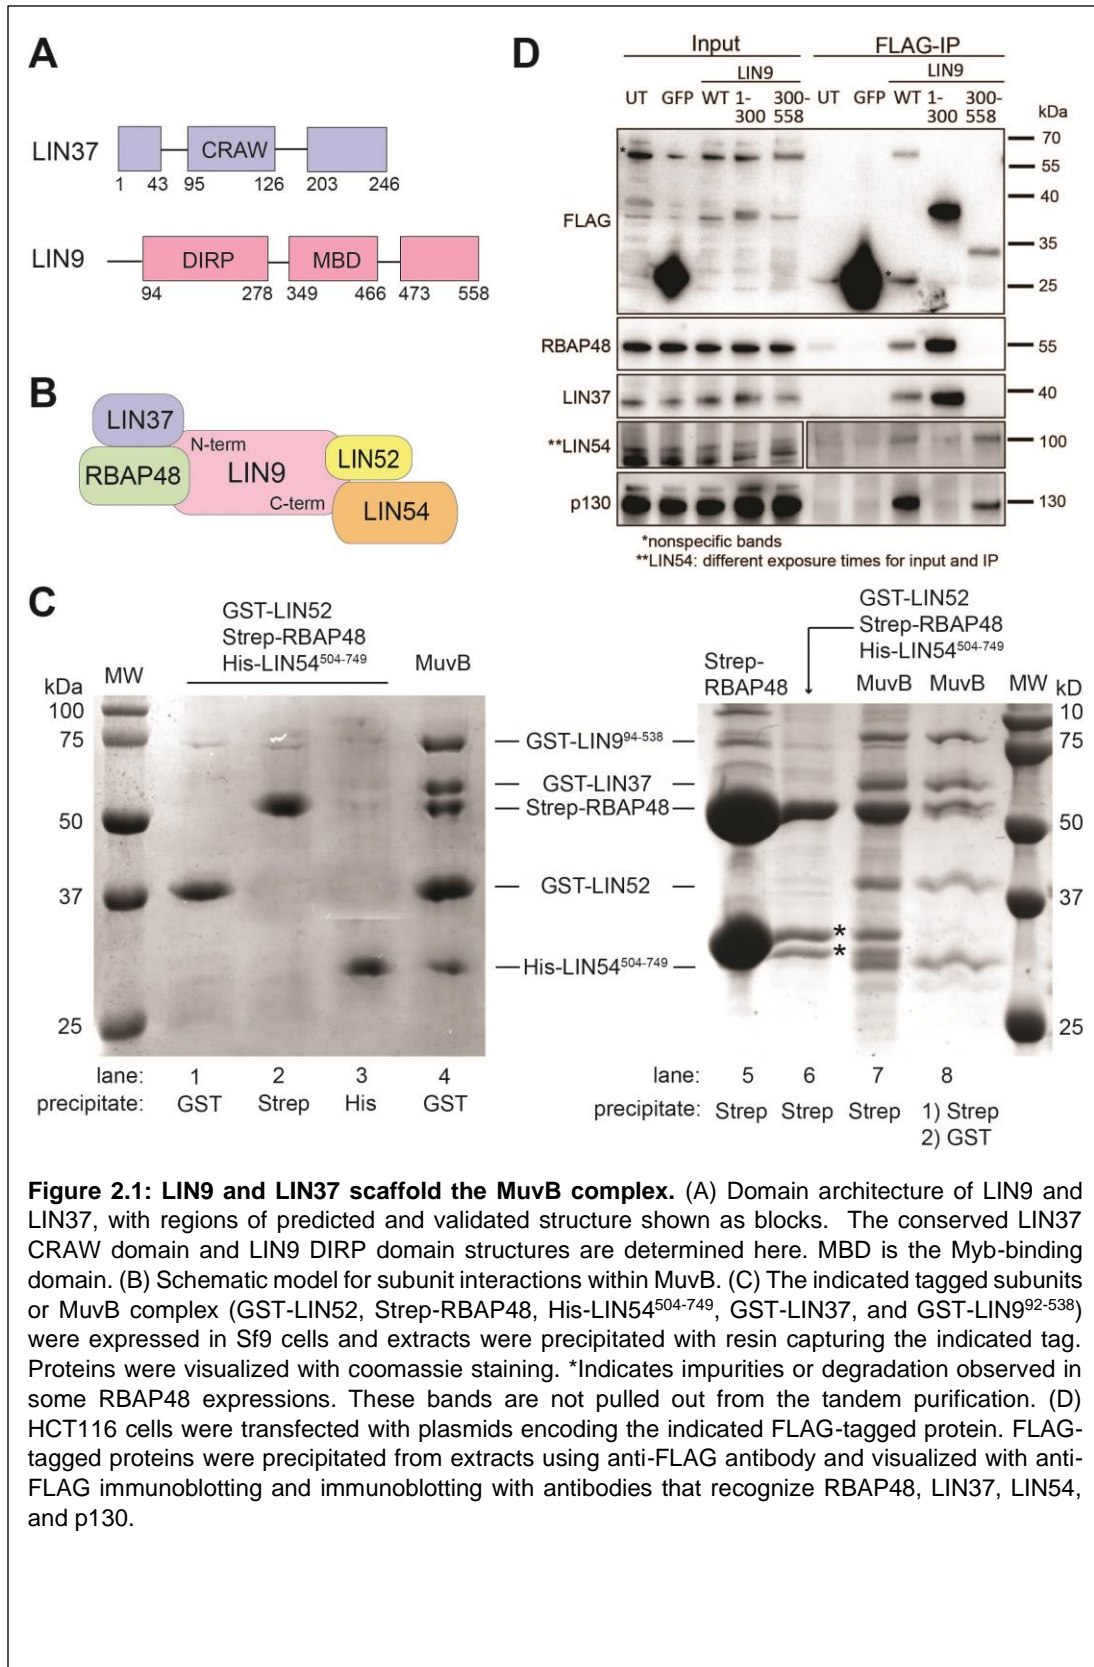 A
LIN37
CRAW
1 43 95 126 203 246
LIN9
DIRP
MBD
94 278 349 466 473 558
B
LIN37
RBAP48
N-term
LIN9
C-term
LIN52
LIN54
D
Input FLAG-IP
LIN9 LIN9
UT GFP WT 1-300 300-558 UT GFP WT 1-300 300-558
kDa
FLAG
*
*
70
55
40
35
25
RBAP48
55
LIN37
40
**LIN54
100
p130
130
*nonspecific bands
**LIN54: different exposure times for input and IP
C
GST-LIN52
Strep-RBAP48
His-LIN54504-749
MuvB
MW
kDa
100
75
50
37
25
GST-LIN994-538
GST-LIN37
Strep-RBAP48
GST-LIN52
His-LIN54504-749
lane: 1 2 3 4
precipitate: GST Strep His GST
GST-LIN52
Strep-RBAP48
His-LIN54504-749
Strep-
RBAP48
MuvB MuvB MW
kD
10
75
50
37
25
*
*
lane: 5 6 7 8
precipitate: Strep Strep Strep 1) Strep
2) GST
Figure 2.1: LIN9 and LIN37 scaffold the MuvB complex. (A) Domain architecture of LIN9 and
LIN37, with regions of predicted and validated structure shown as blocks. The conserved LIN37
CRAW domain and LIN9 DIRP domain structures are determined here. MBD is the Myb-binding
domain. (B) Schematic model for subunit interactions within MuvB. (C) The indicated tagged subunits
or MuvB complex (GST-LIN52, Strep-RBAP48, His-LIN54504-749, GST-LIN37, and GST-LIN992-538)
were expressed in Sf9 cells and extracts were precipitated with resin capturing the indicated tag.
Proteins were visualized with coomassie staining. *Indicates impurities or degradation observed in
some RBAP48 expressions. These bands are not pulled out from the tandem purification. (D)
HCT116 cells were transfected with plasmids encoding the indicated FLAG-tagged protein. FLAG-
tagged proteins were precipitated from extracts using anti-FLAG antibody and visualized with anti-
FLAG immunoblotting and immunoblotting with antibodies that recognize RBAP48, LIN37, LIN54,
and p130.